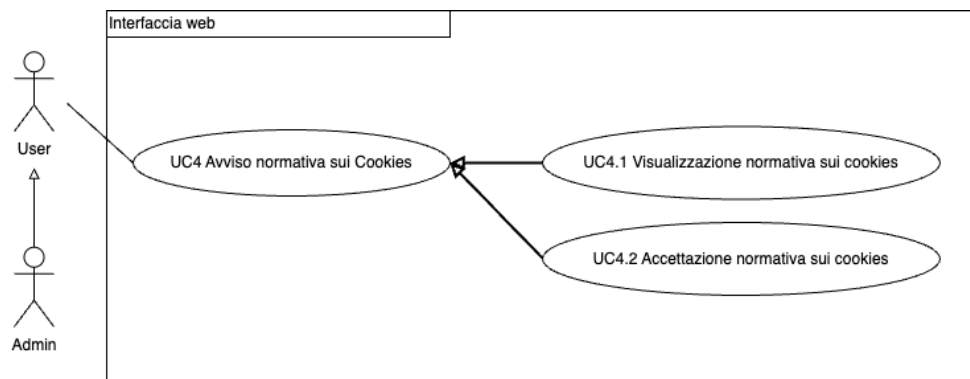 Interfaccia web
User
UC4 Avviso normativa sui Cookies
UC4.1 Visualizzazione normativa sui cookies
UC4.2 Accettazione normativa sui cookies
Admin